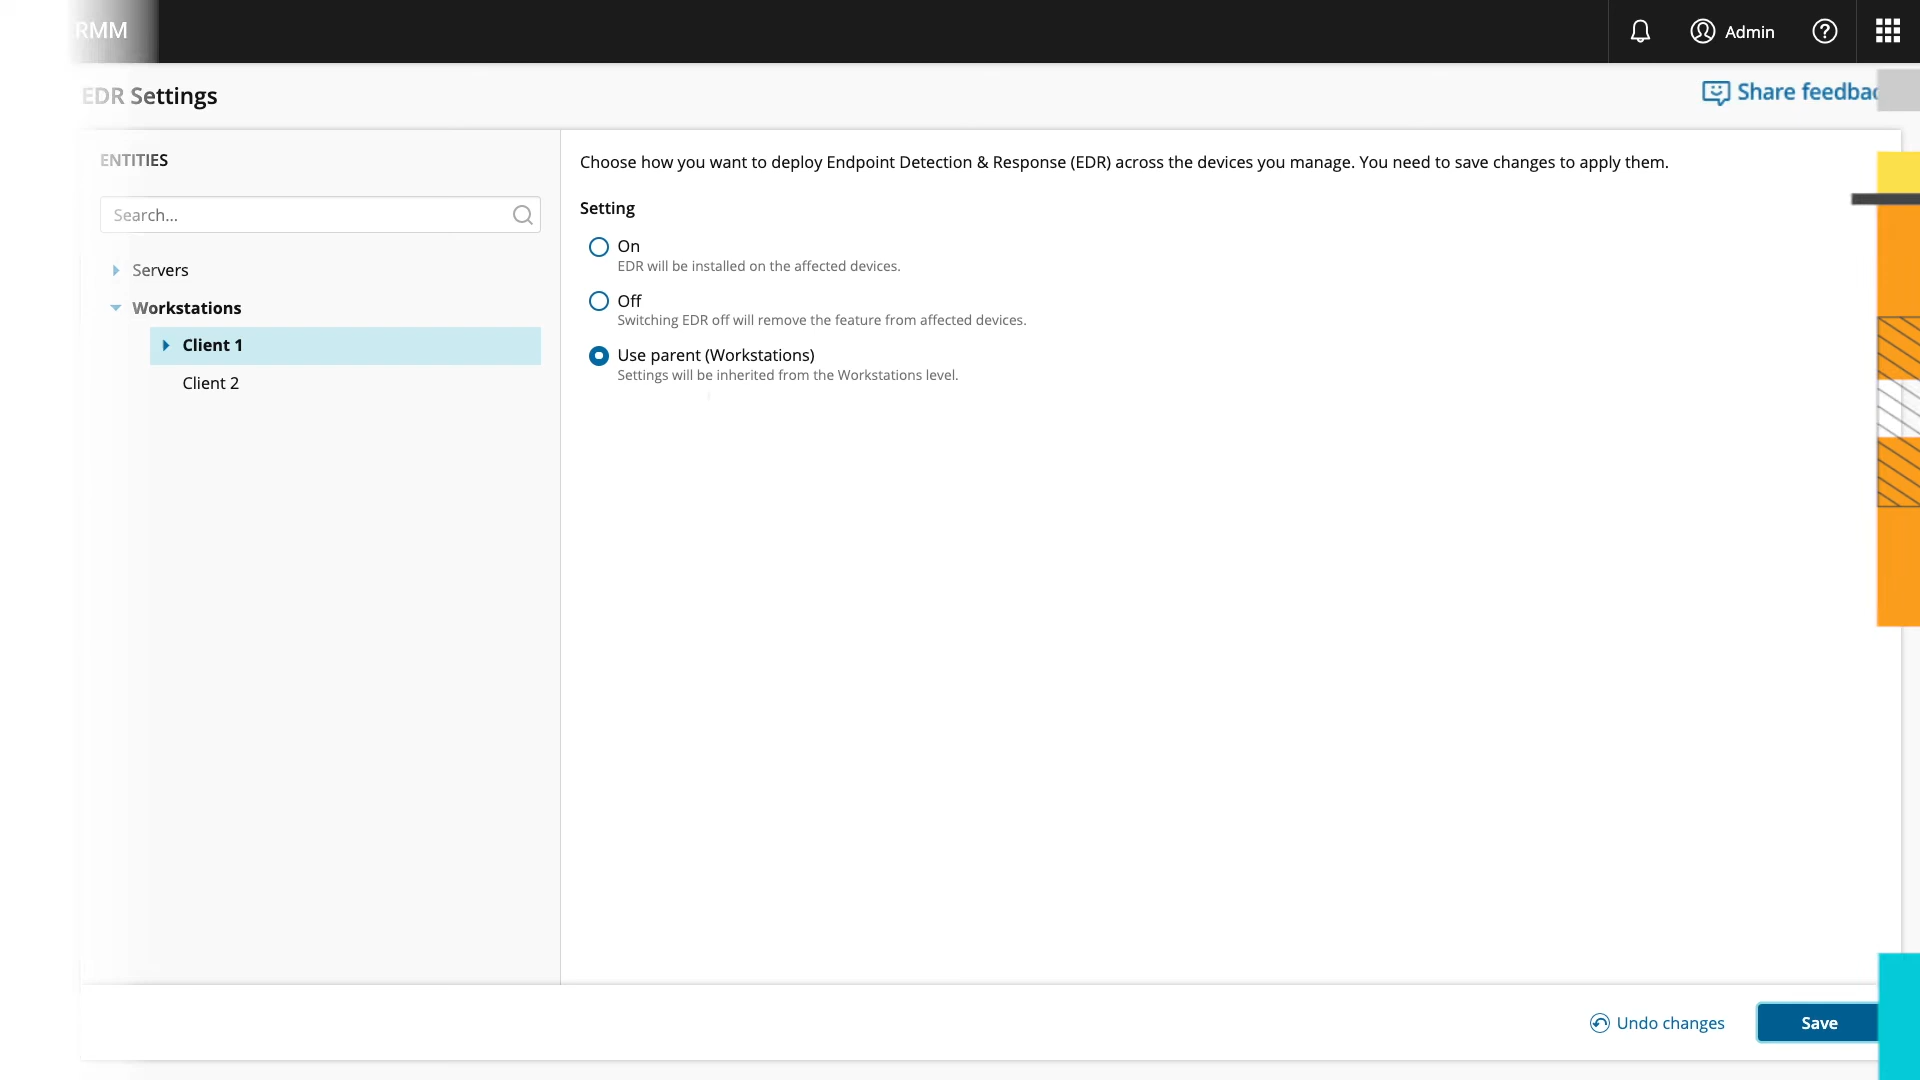 RMM
Admin
EDR Settings
Share feedbac
ENTITIES
Search...
Servers
Workstations
Client 1
Client 2
Choose how you want to deploy Endpoint Detection & Response (EDR) across the devices you manage. You need to save changes to apply them.
Setting
On
EDR will be installed on the affected devices.
Off
Switching EDR off will remove the feature from affected devices.
Use parent (Workstations)
Settings will be inherited from the Workstations level.
Undo changes
Save